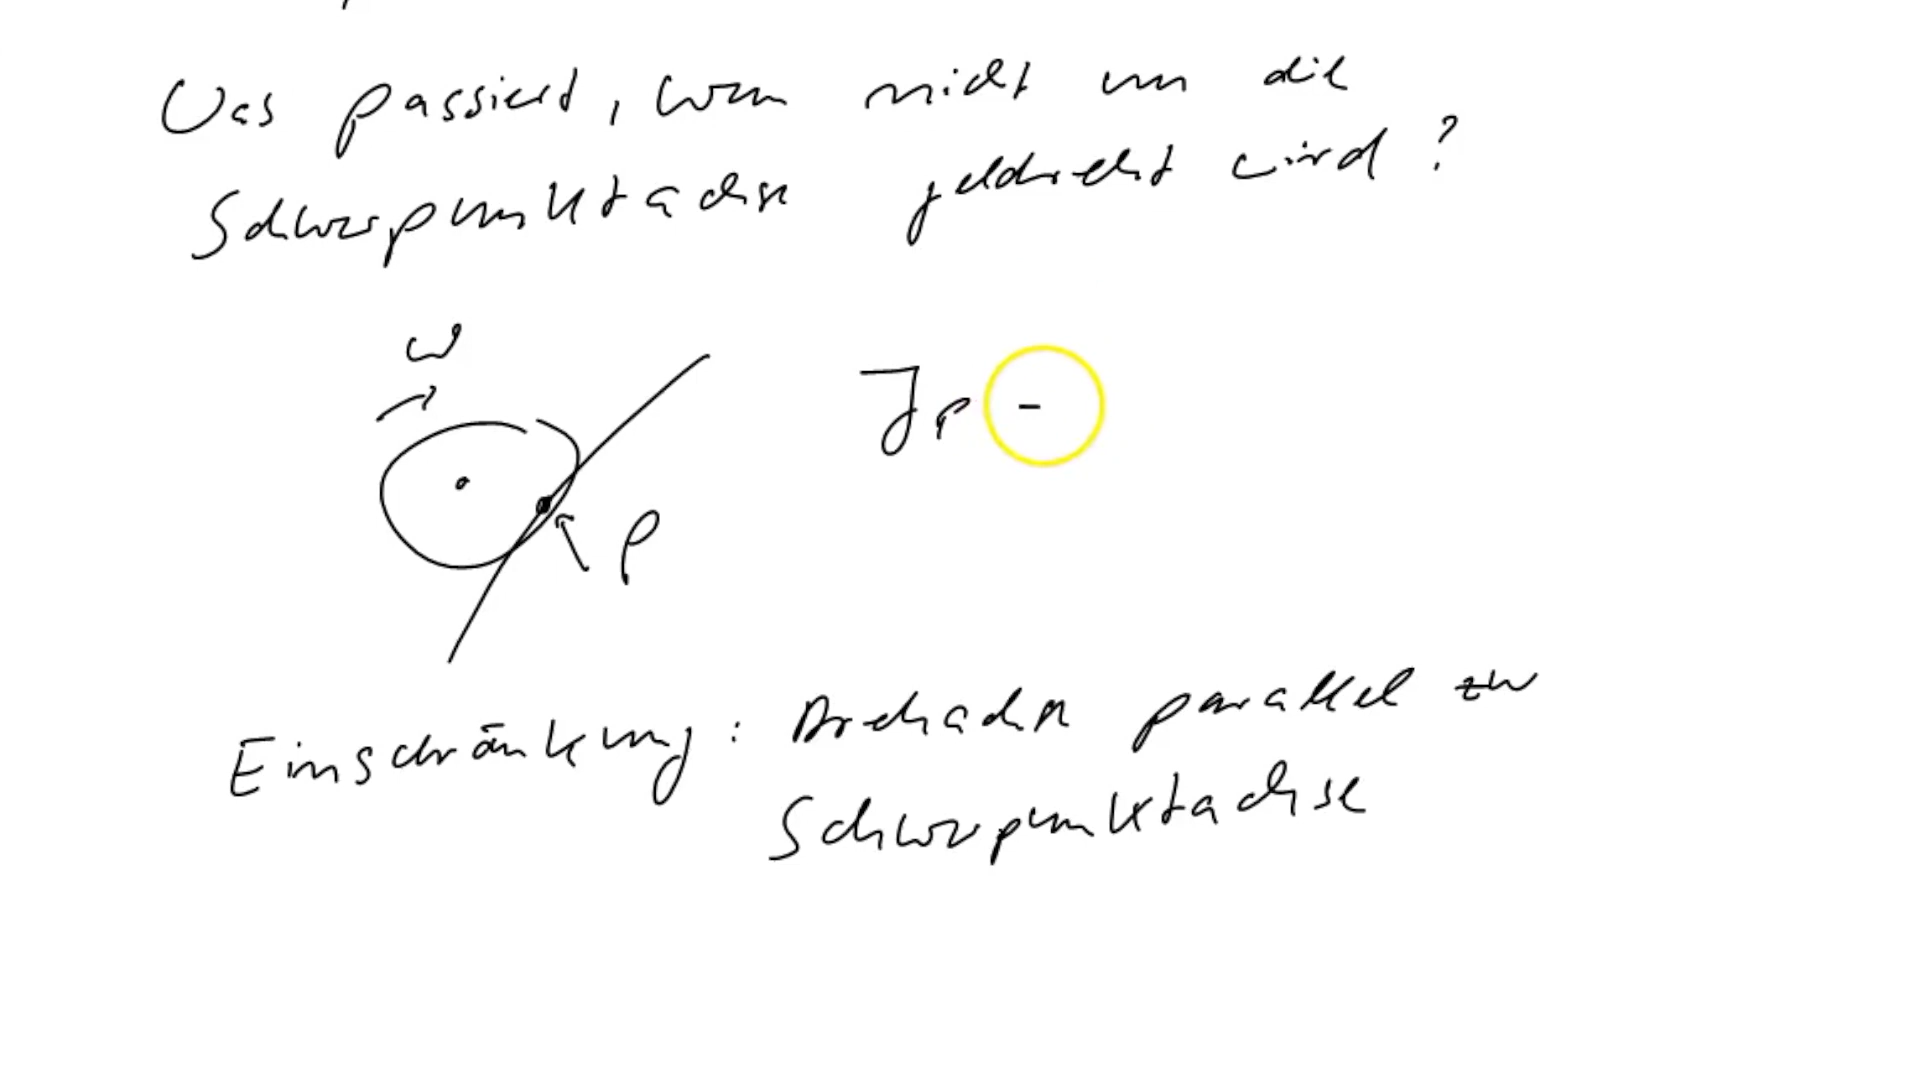 Was passiert, wenn nicht um die
Schwerpunktachse gedreht wird?
ω
J_P -
P
Einschränkung: Drehachse parallel zu
Schwerpunktachse